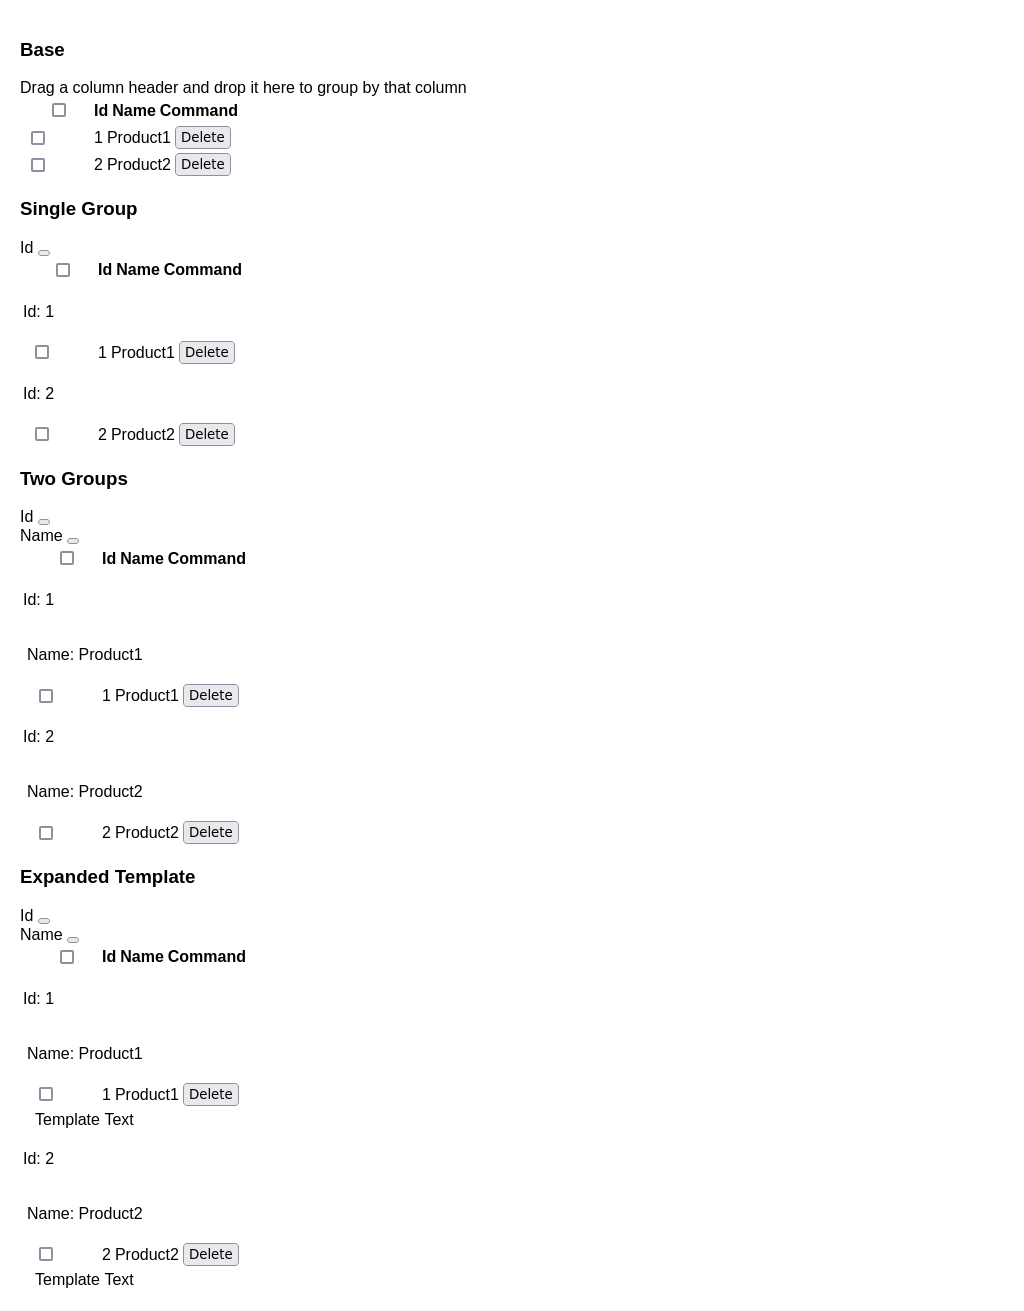 Base
Drag a column header and drop it here to group by that column
Id Name Command
1 Product1 Delete
2 Product2 Delete
Single Group
Id
Id Name Command
Id: 1
1 Product1 Delete
Id: 2
2 Product2 Delete
Two Groups
Id
Name
Id Name Command
Id: 1
Name: Product1
1 Product1 Delete
Id: 2
Name: Product2
2 Product2 Delete
Expanded Template
Id
Name
Id Name Command
Id: 1
Name: Product1
1 Product1 Delete
Template Text
Id: 2
Name: Product2
2 Product2 Delete
Template Text